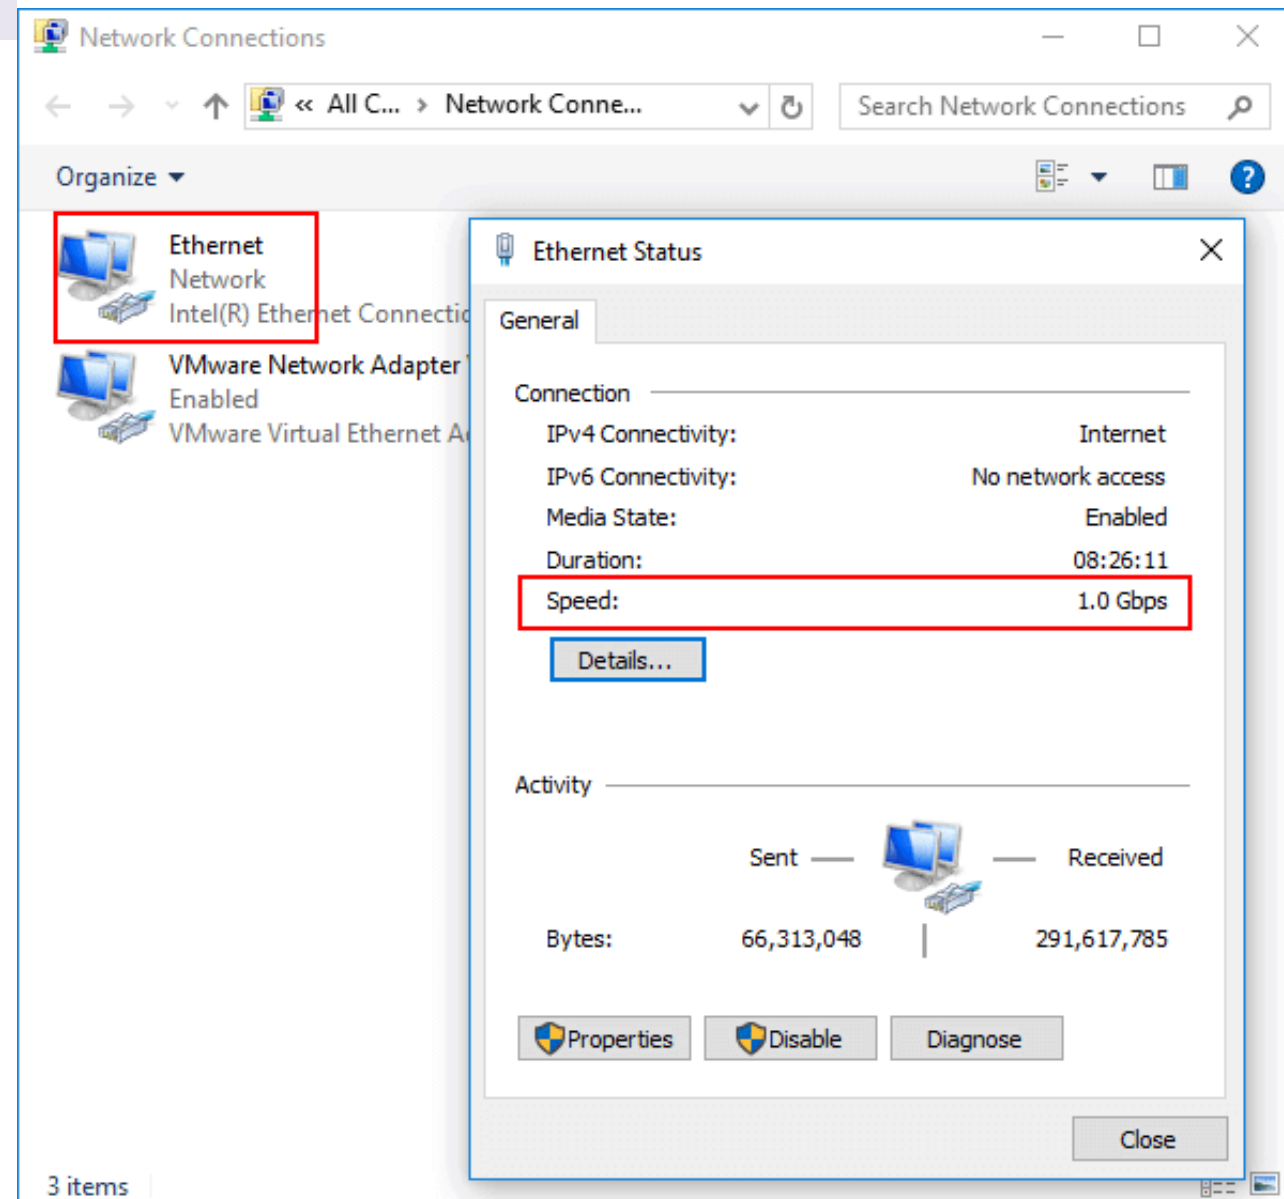 Network Connections
« All C... › Network Conne...
Search Network Connections
Organize
?
Ethernet
Network
Intel(R) Ethernet Connectio
VMware Network Adapter
Enabled
VMware Virtual Ethernet
Ethernet Status
General
Connection
IPv4 Connectivity: Internet
IPv6 Connectivity: No network access
Media State: Enabled
Duration: 08:26:11
Speed: 1.0 Gbps
Details...
Activity
Sent Received
Bytes: 66,313,048 291,617,785
Properties Disable Diagnose
Close
3 items